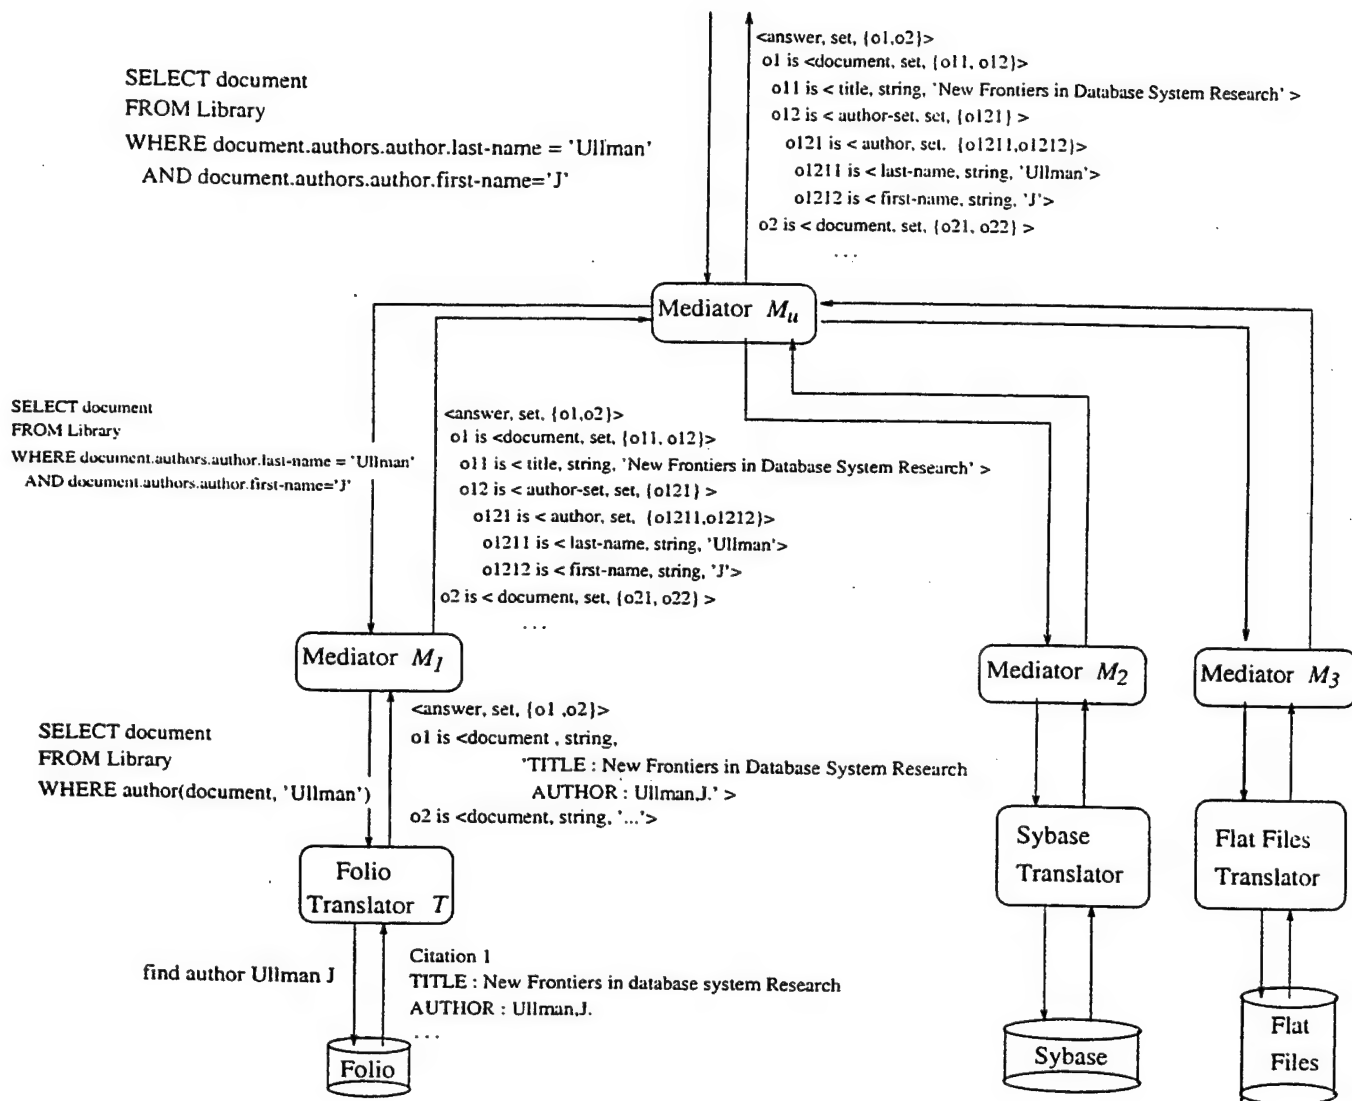 SELECT document
FROM Library
WHERE document.authors.author.last-name = 'Ullman'
AND document.authors.author.first-name='J'
<answer, set, {o1,o2}>
o1 is <document, set, {o11, o12}>
o11 is < title, string, 'New Frontiers in Database System Research' >
o12 is < author-set, set, {o121} >
o121 is < author, set, {o1211,o1212}>
o1211 is < last-name, string, 'Ullman'>
o1212 is < first-name, string, 'J'>
o2 is < document, set, {o21, o22} >
...
Mediator Mu
SELECT document
FROM Library
WHERE document.authors.author.last-name = 'Ullman'
AND document.authors.author.first-name='J'
<answer, set, {o1,o2}>
o1 is <document, set, {o11, o12}>
o11 is < title, string, 'New Frontiers in Database System Research' >
o12 is < author-set, set, {o121} >
o121 is < author, set, {o1211,o1212}>
o1211 is < last-name, string, 'Ullman'>
o1212 is < first-name, string, 'J'>
o2 is < document, set, {o21, o22} >
...
Mediator M1
Mediator M2
Mediator M3
SELECT document
FROM Library
WHERE author(document, 'Ullman')
<answer, set, {o1 ,o2}>
o1 is <document , string,
'TITLE : New Frontiers in Database System Research
AUTHOR : Ullman,J.' >
o2 is <document, string, '...'>
Folio
Translator T
Sybase
Translator
Flat Files
Translator
find author Ullman J
Citation 1
TITLE : New Frontiers in database system Research
AUTHOR : Ullman,J.
...
Folio
Sybase
Flat
Files